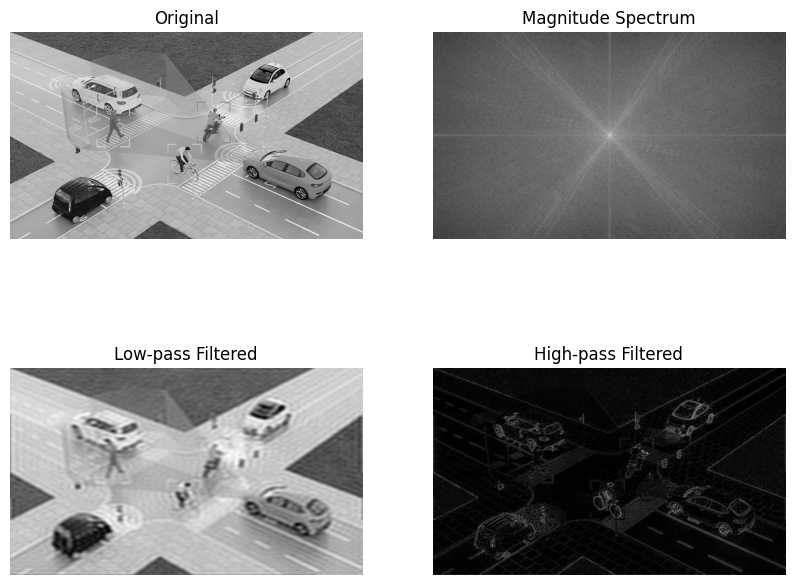 Original
Magnitude Spectrum
Low-pass Filtered
High-pass Filtered